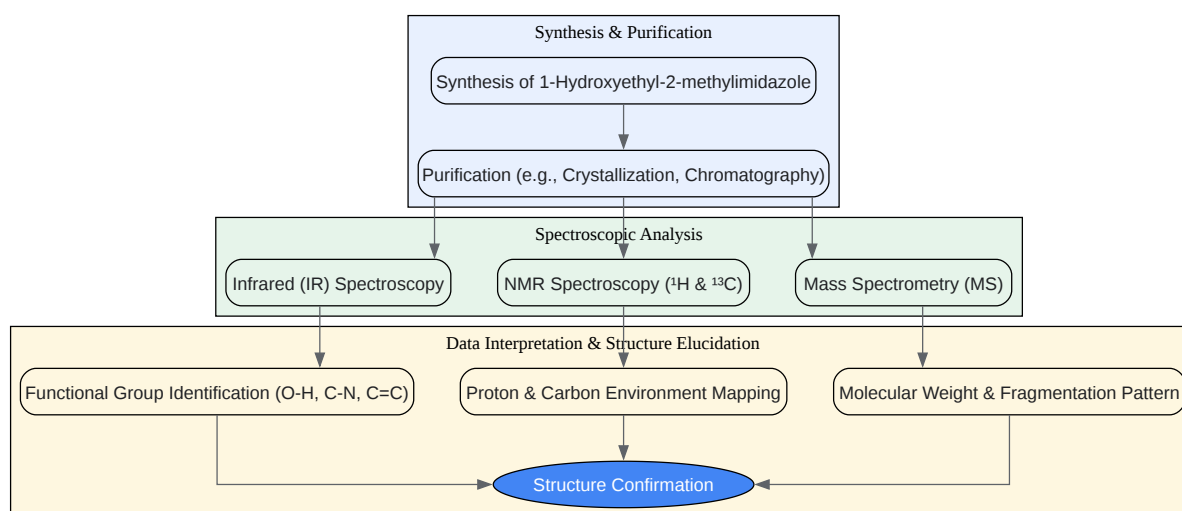 Synthesis & Purification
Synthesis of 1-Hydroxyethyl-2-methylimidazole
Purification (e.g., Crystallization, Chromatography)
Spectroscopic Analysis
Infrared (IR) Spectroscopy
NMR Spectroscopy (¹H & ¹³C)
Mass Spectrometry (MS)
Data Interpretation & Structure Elucidation
Functional Group Identification (O-H, C-N, C=C)
Proton & Carbon Environment Mapping
Molecular Weight & Fragmentation Pattern
Structure Confirmation